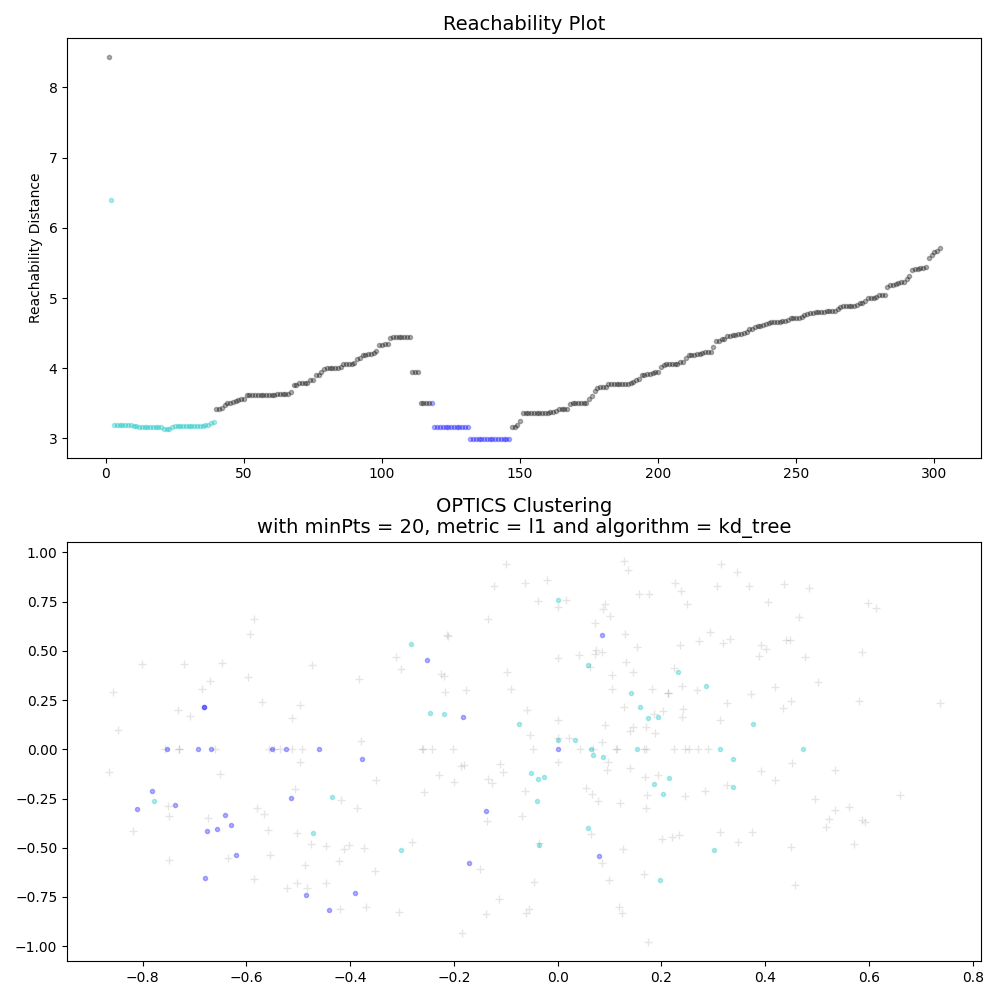 Reachability Plot
Reachability Distance
8
7
6
5
4
3
0 50 100 150 200 250 300
OPTICS Clustering
with minPts = 20, metric = l1 and algorithm = kd_tree
1.00
0.75
0.50
0.25
0.00
−0.25
−0.50
−0.75
−1.00
−0.8 −0.6 −0.4 −0.2 0.0 0.2 0.4 0.6 0.8